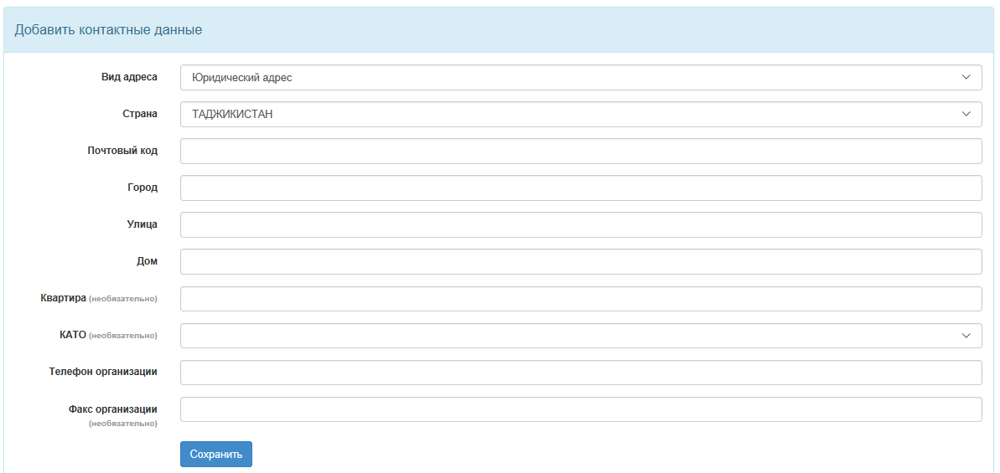 Добавить контактные данные
Вид адреса Юридический адрес
Страна ТАДЖИКИСТАН
Почтовый код
Город
Улица
Дом
Квартира (необязательно)
КАТО (необязательно)
Телефон организации
Факс организации
(необязательно)
Сохранить